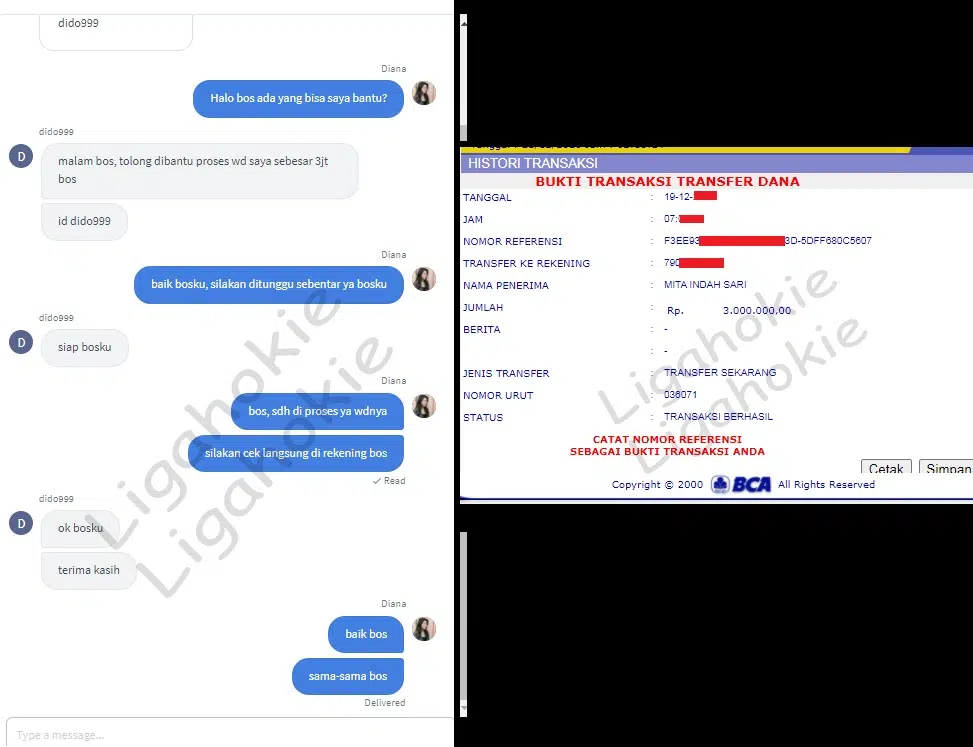 dido999
Diana
Halo bos ada yang bisa saya bantu?
dido999
D
malam bos, tolong dibantu proses wd saya sebesar 3jt
bos
id dido999
Diana
baik bosku, silakan ditunggu sebentar ya bosku
dido999
D
siap bosku
Diana
bos, sdh di proses ya wdnya
silakan cek langsung di rekening bos
✓ Read
dido999
D
ok bosku
terima kasih
Diana
baik bos
sama-sama bos
Delivered
Type a message...
Ligahokie
Ligahokie
HISTORI TRANSAKSI
BUKTI TRANSAKSI TRANSFER DANA
TANGGAL : 19-12-
JAM : 07:
NOMOR REFERENSI : F3EE93 3D-5DFF680C5607
TRANSFER KE REKENING : 790
NAMA PENERIMA : MITA INDAH SARI
JUMLAH : Rp. 3.000.000,00
BERITA : -
: -
JENIS TRANSFER : TRANSFER SEKARANG
NOMOR URUT : 036071
STATUS : TRANSAKSI BERHASIL
CATAT NOMOR REFERENSI
SEBAGAI BUKTI TRANSAKSI ANDA
Cetak Simpan
Copyright © 2000 BCA All Rights Reserved
Ligahokie
Ligahokie